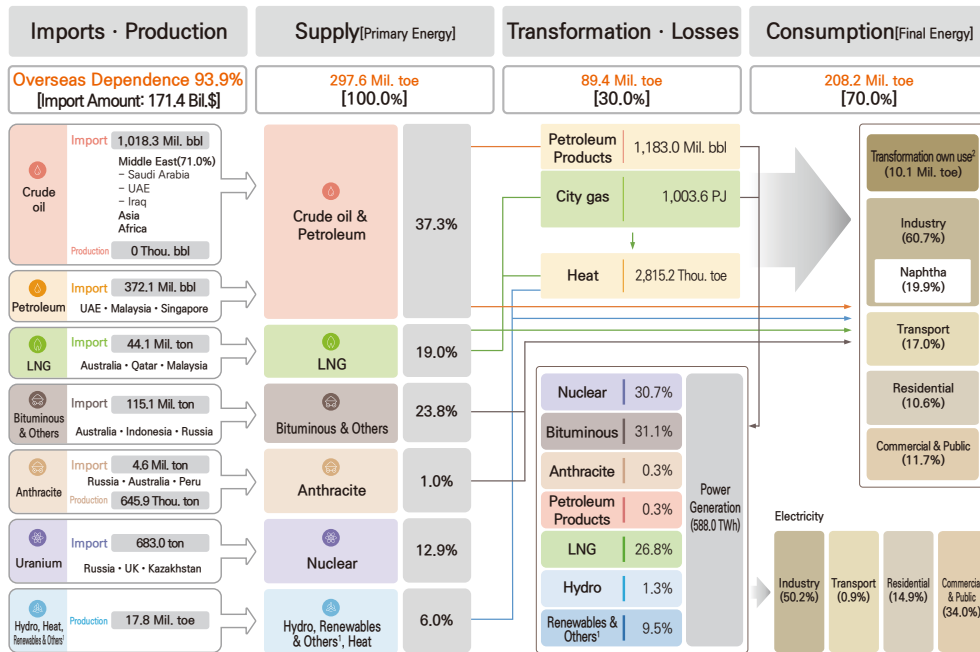 Imports · Production
Supply[Primary Energy]
Transformation · Losses
Consumption[Final Energy]
Overseas Dependence 93.9%
[Import Amount: 171.4 Bil.$]
297.6 Mil. toe
[100.0%]
89.4 Mil. toe
[30.0%]
208.2 Mil. toe
[70.0%]
Crude
oil
Import
1,018.3 Mil. bbl
Middle East(71.0%)
– Saudi Arabia
– UAE
– Iraq
Asia
Africa
Production
0 Thou. bbl
Petroleum
Import
372.1 Mil. bbl
UAE • Malaysia • Singapore
LNG
Import
44.1 Mil. ton
Australia • Qatar • Malaysia
Bituminous
& Others
Import
115.1 Mil. ton
Australia • Indonesia • Russia
Anthracite
Import
4.6 Mil. ton
Russia • Australia • Peru
Production
645.9 Thou. ton
Uranium
Import
683.0 ton
Russia • UK • Kazakhstan
Hydro, Heat,
Renewables & Others¹
Production
17.8 Mil. toe
Crude oil &
Petroleum
37.3%
LNG
19.0%
Bituminous & Others
23.8%
Anthracite
1.0%
Nuclear
12.9%
Hydro, Renewables
& Others¹, Heat
6.0%
Petroleum
Products
1,183.0 Mil. bbl
City gas
1,003.6 PJ
Heat
2,815.2 Thou. toe
Nuclear
30.7%
Bituminous
31.1%
Anthracite
0.3%
Petroleum
Products
0.3%
LNG
26.8%
Hydro
1.3%
Renewables &
Others¹
9.5%
Power
Generation
(588.0 TWh)
Transformation own use²
(10.1 Mil. toe)
Industry
(60.7%)
Naphtha
(19.9%)
Transport
(17.0%)
Residential
(10.6%)
Commercial & Public
(11.7%)
Electricity
Industry
(50.2%)
Transport
(0.9%)
Residential
(14.9%)
Commercial
& Public
(34.0%)